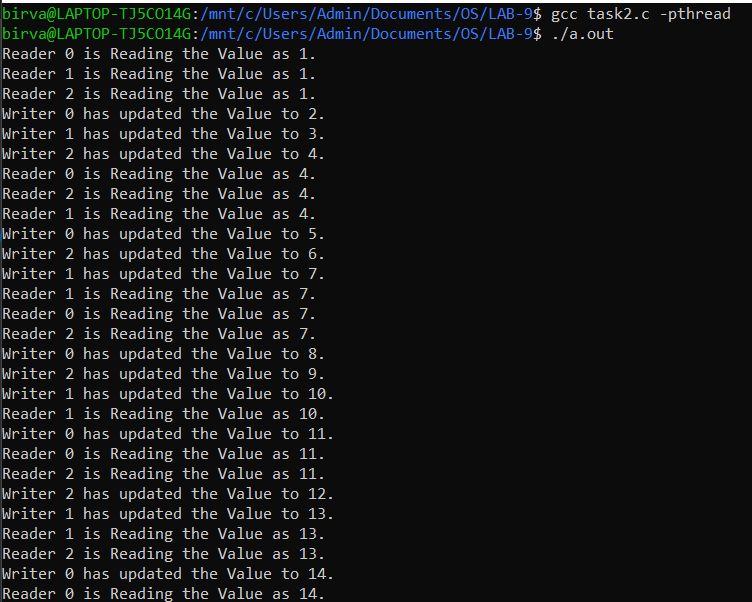 birva@LAPTOP-TJ5CO14G:/mnt/c/Users/Admin/Documents/OS/LAB-9$ gcc task2.c -pthread
birva@LAPTOP-TJ5CO14G:/mnt/c/Users/Admin/Documents/OS/LAB-9$ ./a.out
Reader 0 is Reading the Value as 1.
Reader 1 is Reading the Value as 1.
Reader 2 is Reading the Value as 1.
Writer 0 has updated the Value to 2.
Writer 1 has updated the Value to 3.
Writer 2 has updated the Value to 4.
Reader 0 is Reading the Value as 4.
Reader 2 is Reading the Value as 4.
Reader 1 is Reading the Value as 4.
Writer 0 has updated the Value to 5.
Writer 2 has updated the Value to 6.
Writer 1 has updated the Value to 7.
Reader 1 is Reading the Value as 7.
Reader 0 is Reading the Value as 7.
Reader 2 is Reading the Value as 7.
Writer 0 has updated the Value to 8.
Writer 2 has updated the Value to 9.
Writer 1 has updated the Value to 10.
Reader 1 is Reading the Value as 10.
Writer 0 has updated the Value to 11.
Reader 0 is Reading the Value as 11.
Reader 2 is Reading the Value as 11.
Writer 2 has updated the Value to 12.
Writer 1 has updated the Value to 13.
Reader 1 is Reading the Value as 13.
Reader 2 is Reading the Value as 13.
Writer 0 has updated the Value to 14.
Reader 0 is Reading the Value as 14.